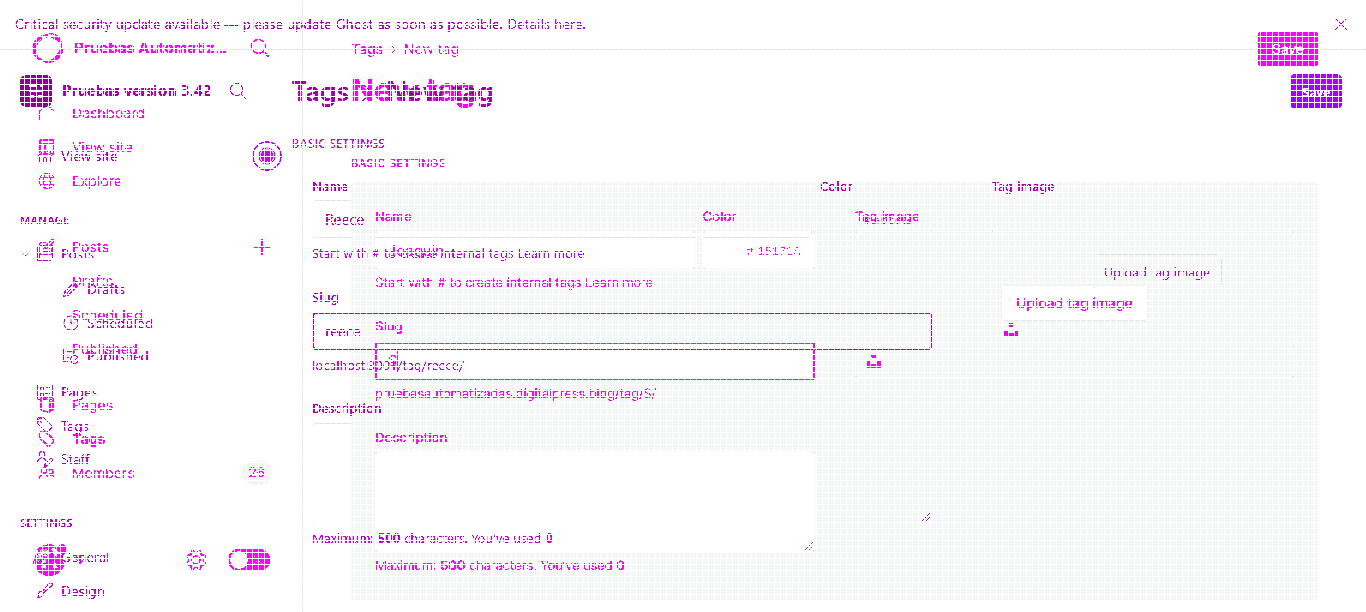 Critical security update available — please update Ghost as soon as possible. Details here.
Pruebas Automatiz...
Tags > New tag
Save
Pruebas version 3.42
Tags
New tag
Save
Dashboard
View site
View site
Explore
BASIC SETTINGS
BASIC SETTINGS
Name
Color
Tag image
MANAGE
Reece
Name
Color
Tag image
Posts
Posts
Start with # to create internal tags Learn more
# 151716
Start with # to create internal tags Learn more
Upload tag image
Upload tag image
Drafts
Drafts
Slug
Scheduled
Scheduled
reece
Slug
Published
Published
localhost:3001/tag/reece/
pruebasautomatizadas.digitalpress.blog/tag/6/
Pages
Pages
Description
Tags
Tags
Description
Staff
Members
26
SETTINGS
Maximum: 500 characters. You've used 0
General
Maximum: 500 characters. You've used 0
Design